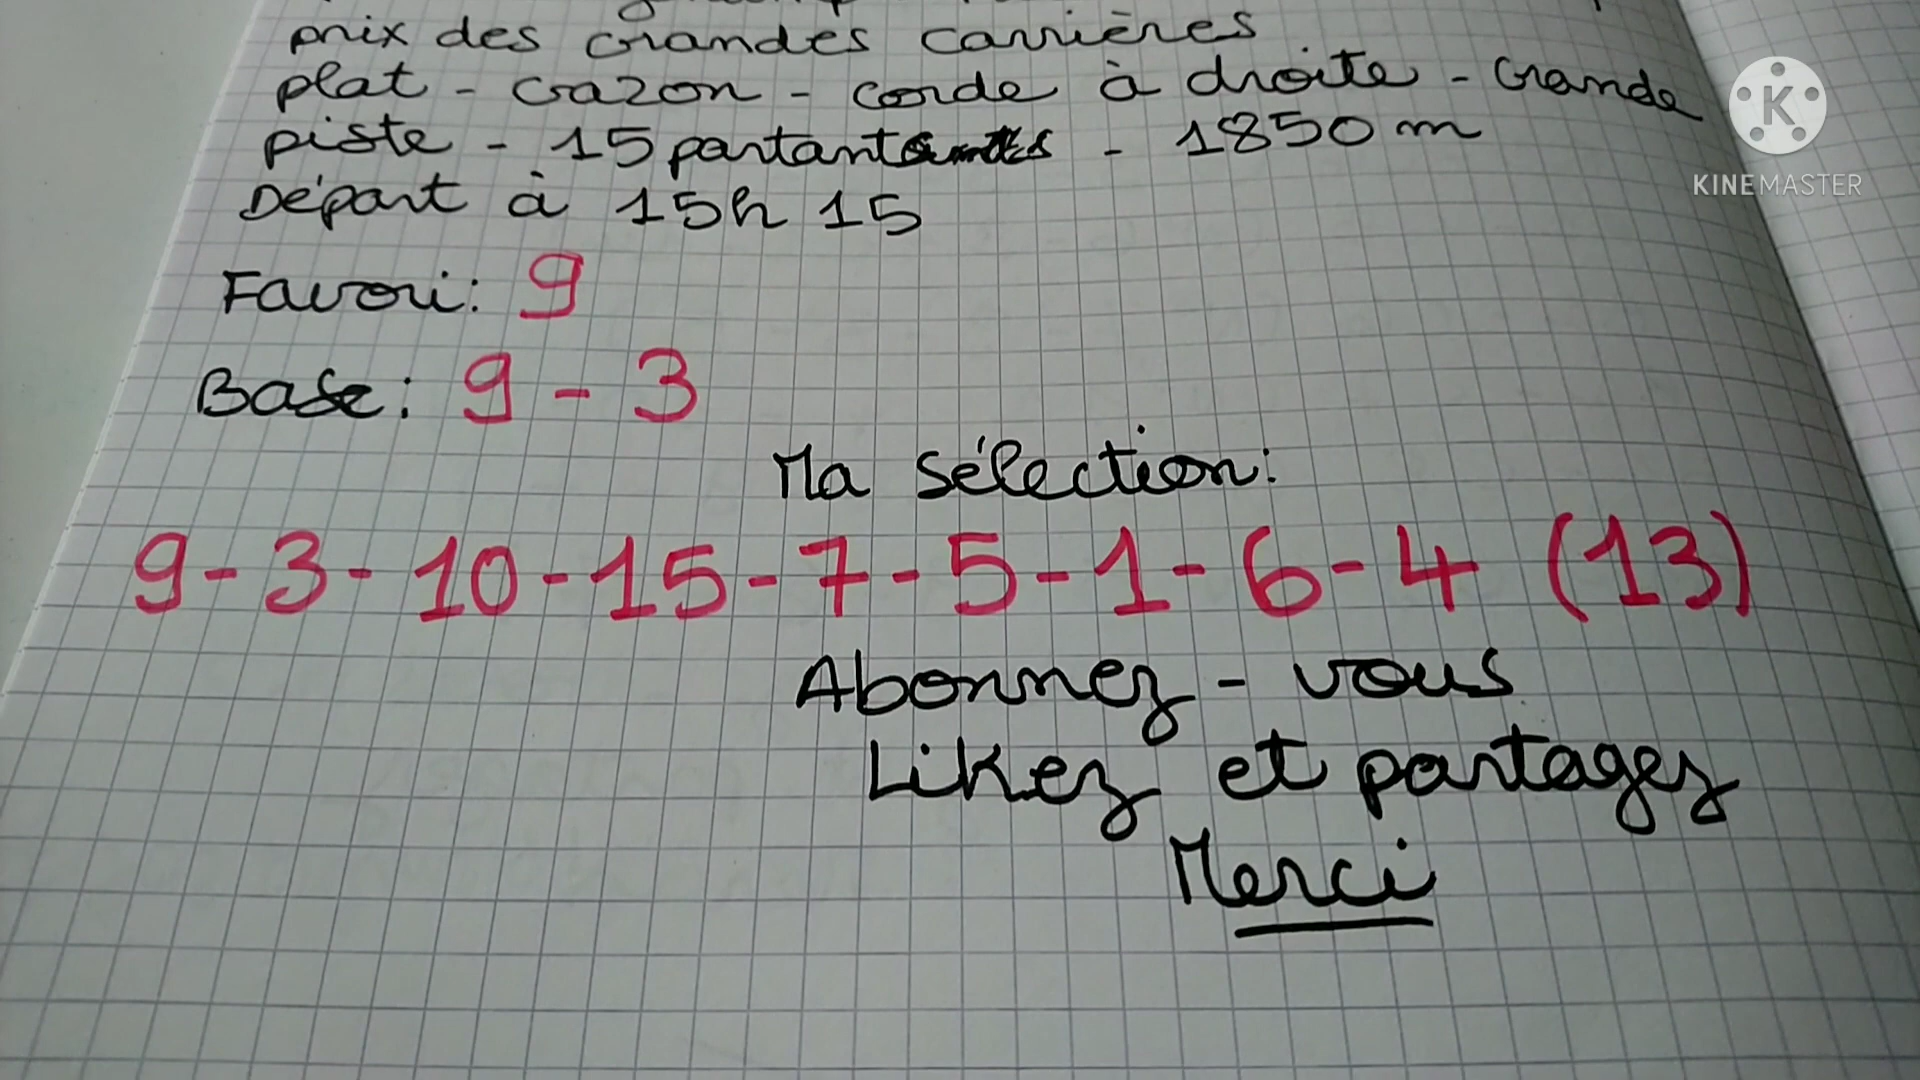 prix des Grandes Carrières
plat - Gazon - corde à droite - Grande
piste - 15 partants - 1850 m
Départ à 15h 15
Favori: 9
Base: 9 - 3
Ma sélection:
9 - 3 - 10 - 15 - 7 - 5 - 1 - 6 - 4 (13)
Abonnez - vous
Likez et partagez
Merci
K
KINEMASTER